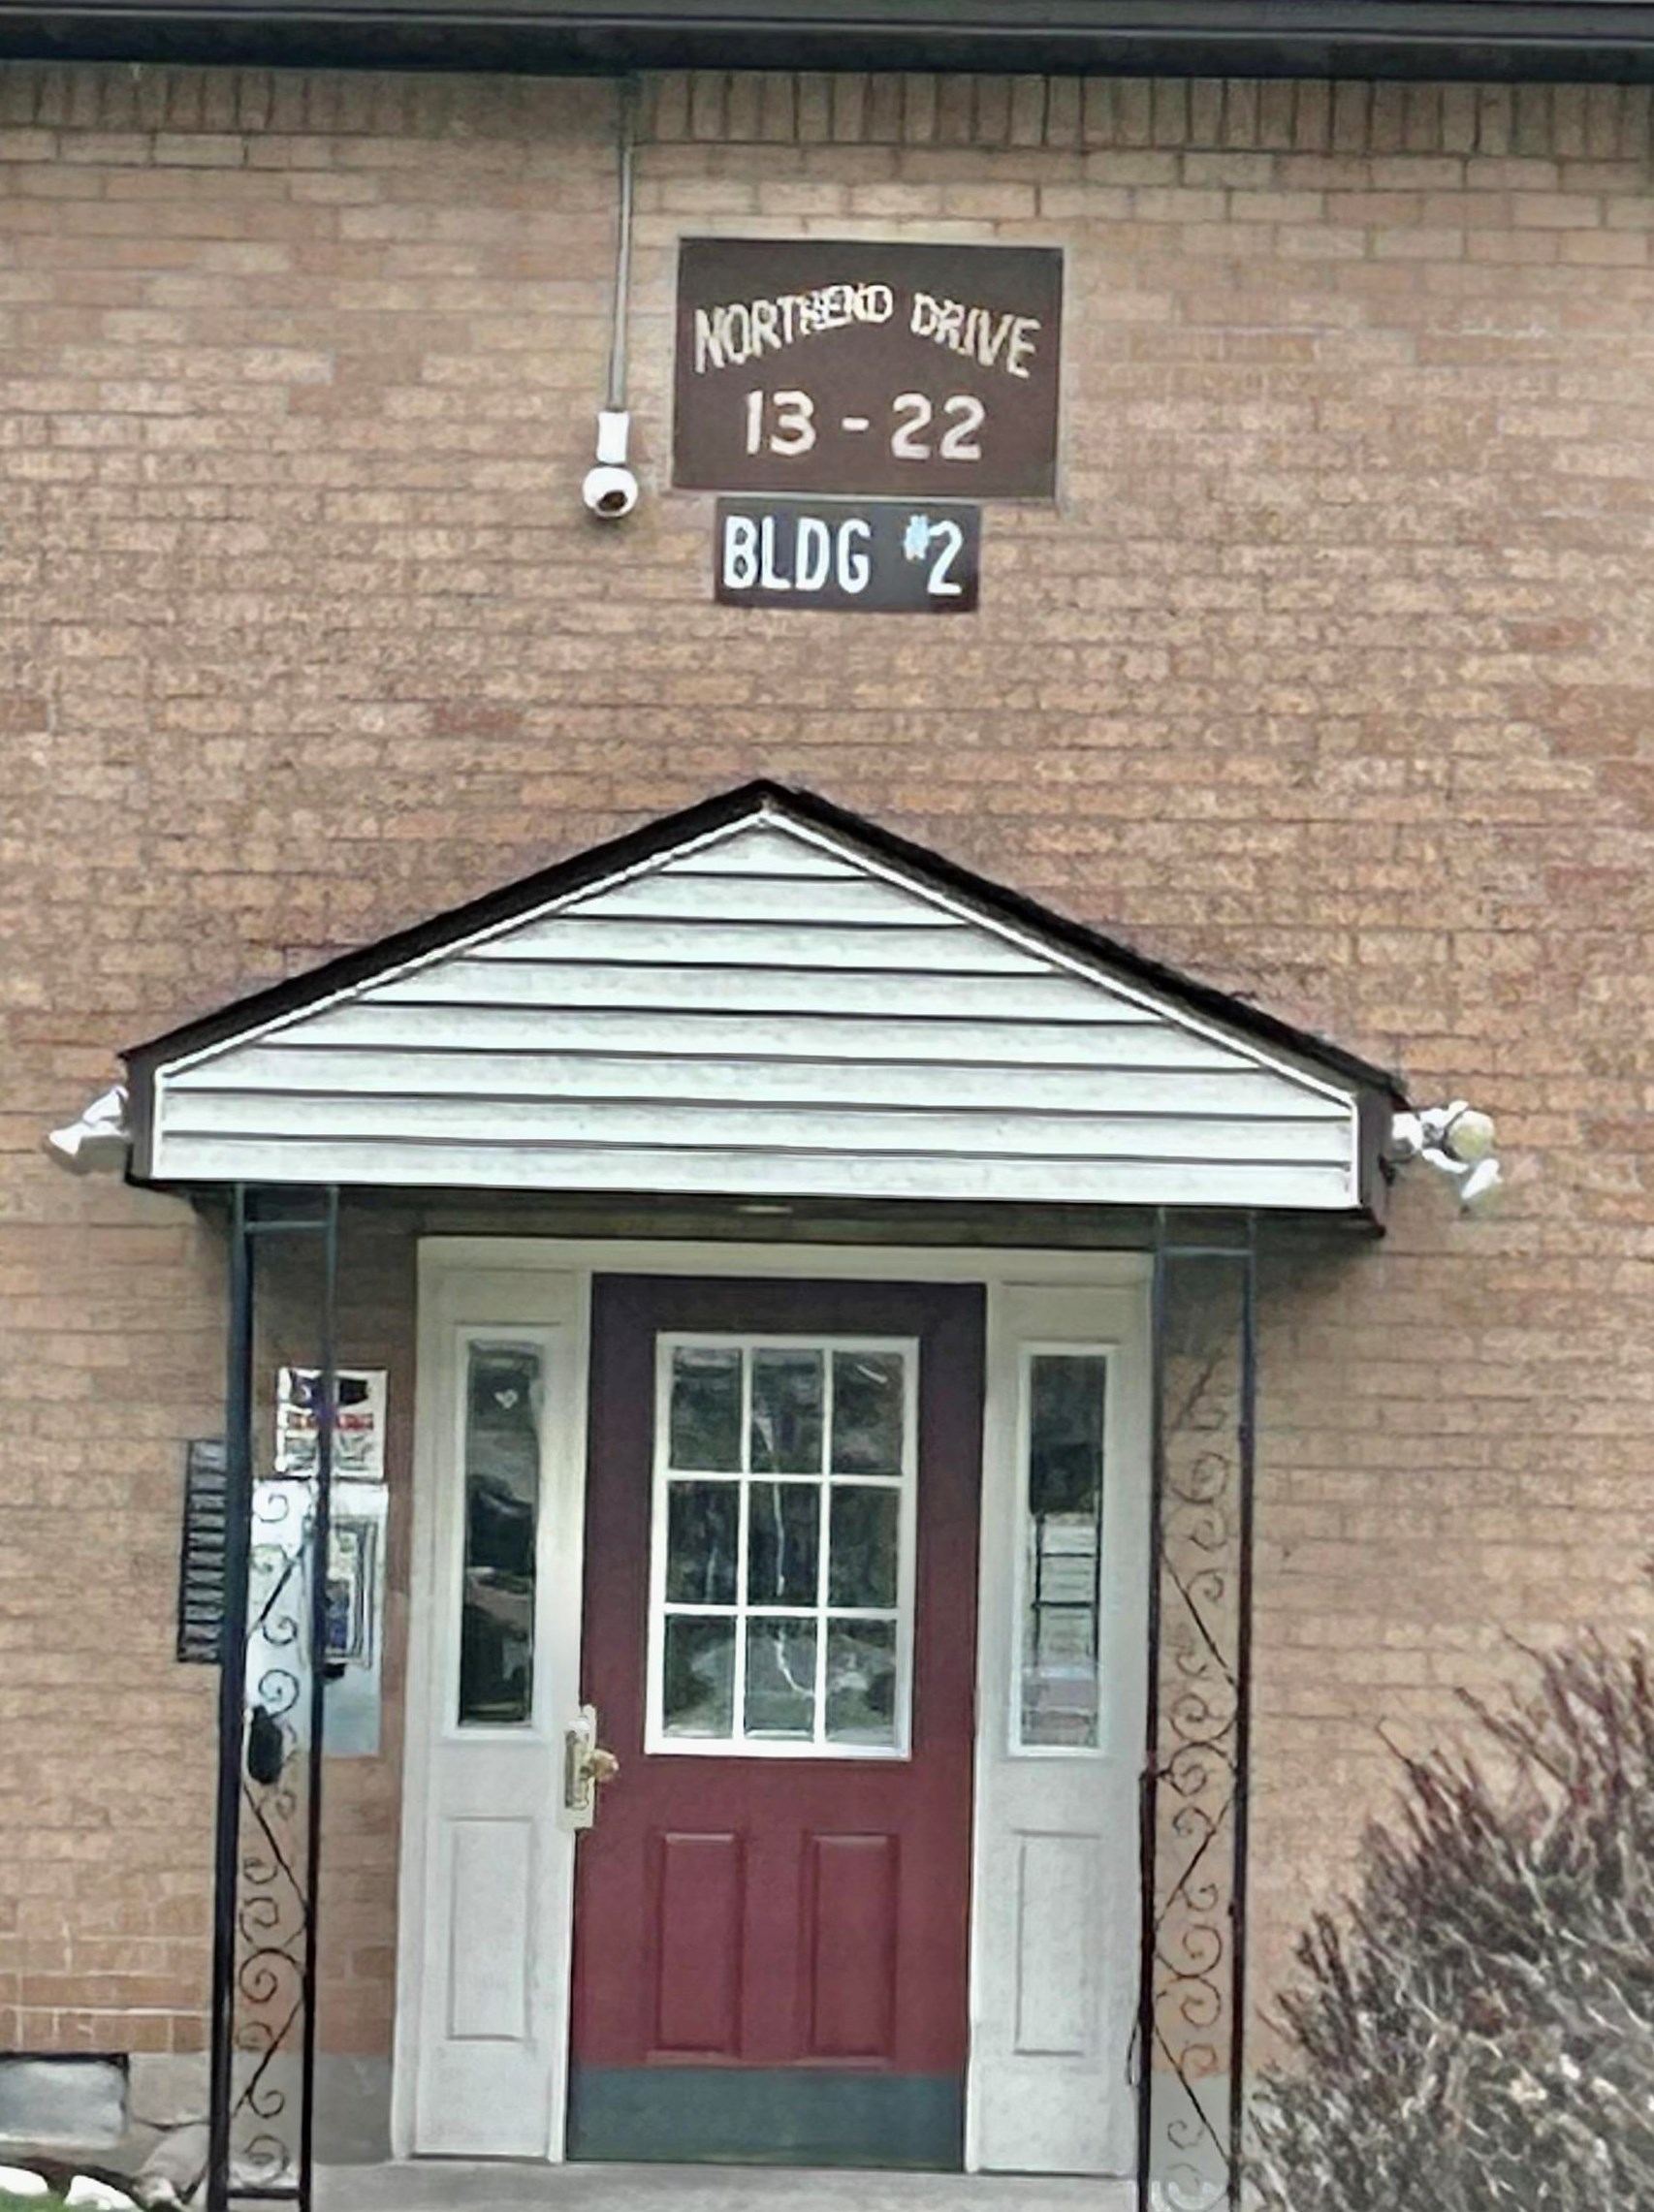 NORTHEND DRIVE
13 - 22
BLDG #2